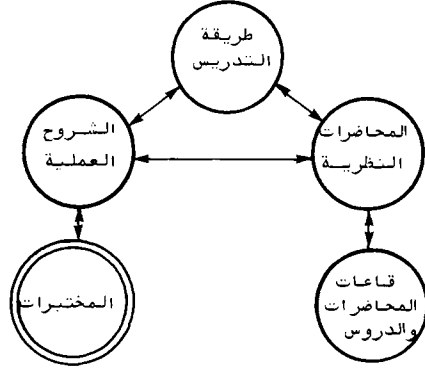 طريقة
التدريس
المحاضرات
النظرية
الشروح
العملية
قاعات
المحاضرات
والدروس
المختبرات